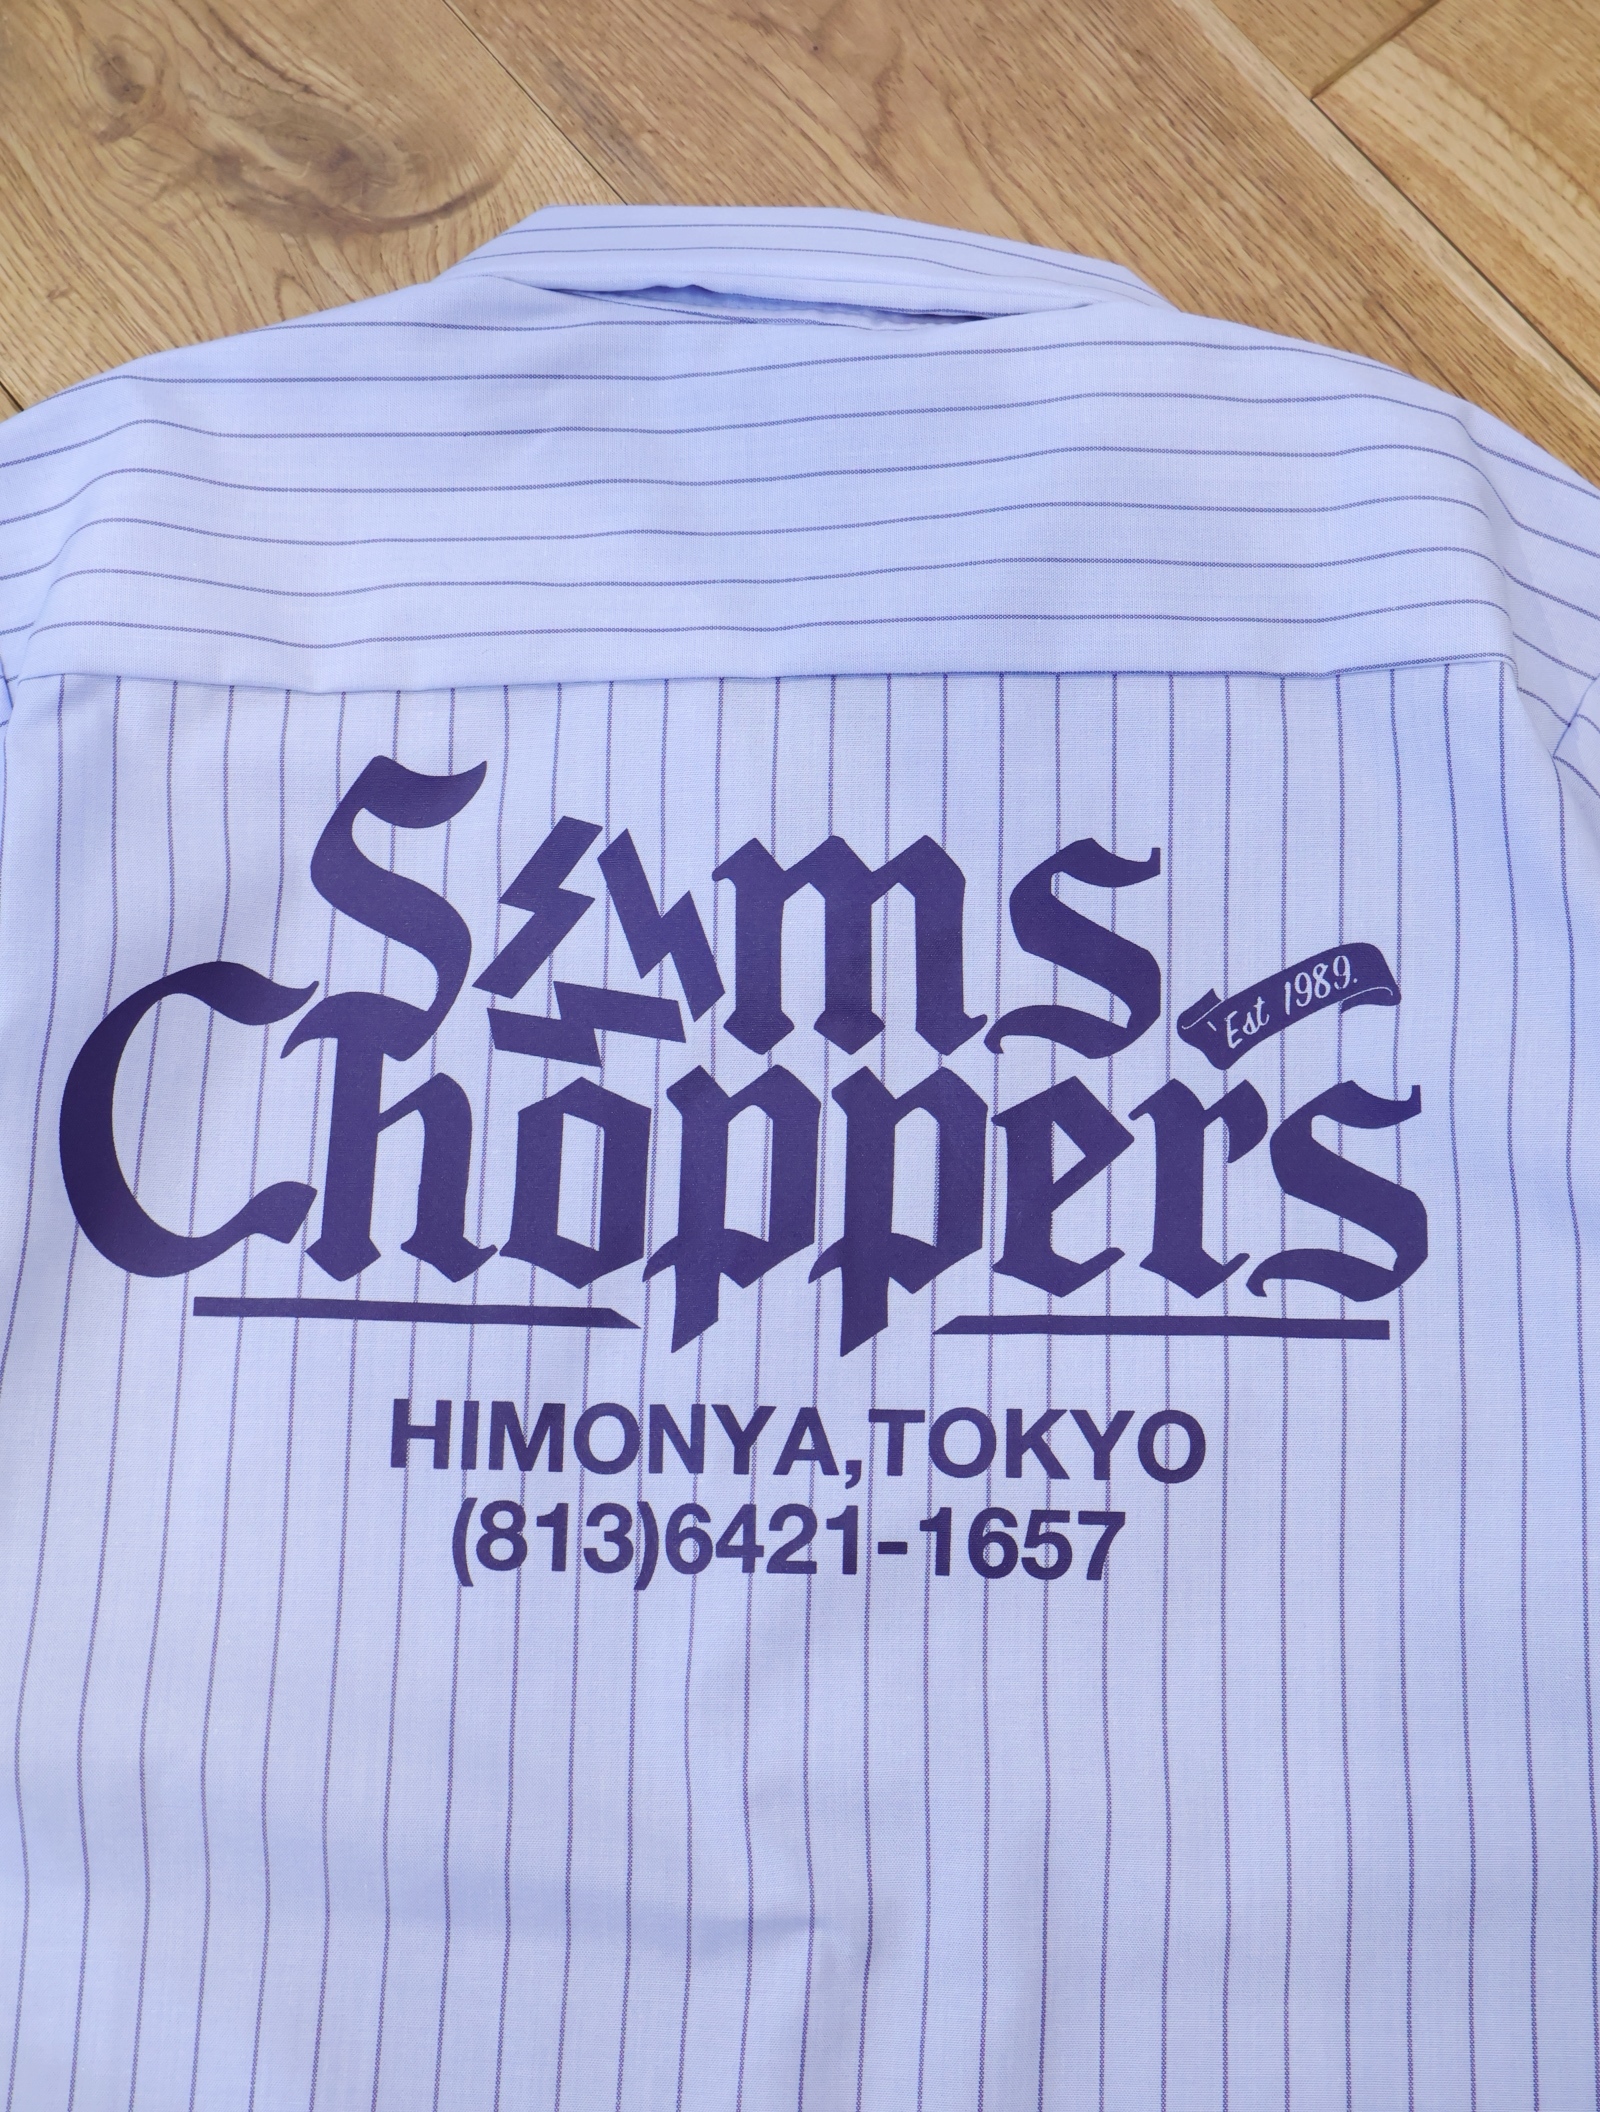 Sams
Est 1989.
Choppers
HIMONYA,TOKYO
(813)6421-1657